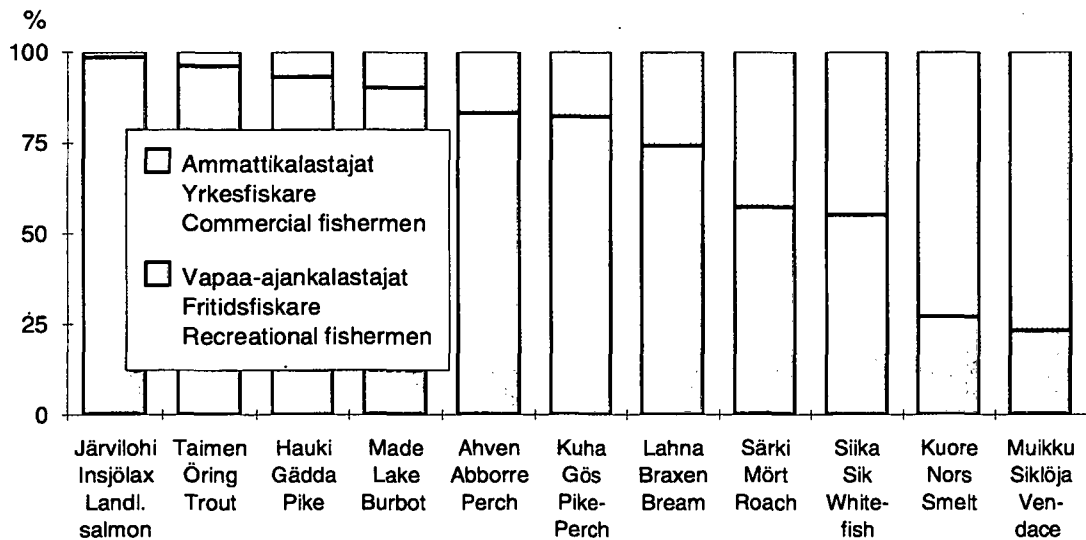 %
100
75
50
25
0
Ammattikalastajat
Yrkesfiskare
Commercial fishermen
Vapaa-ajankalastajat
Fritidsfiskare
Recreational fishermen
Järvilohi
Insjölax
Landl.
salmon
Taimen
Öring
Trout
Hauki
Gädda
Pike
Made
Lake
Burbot
Ahven
Abborre
Perch
Kuha
Gös
Pike-
Perch
Lahna
Braxen
Bream
Särki
Mört
Roach
Siika
Sik
White-
fish
Kuore
Nors
Smelt
Muikku
Siklöja
Ven-
dace